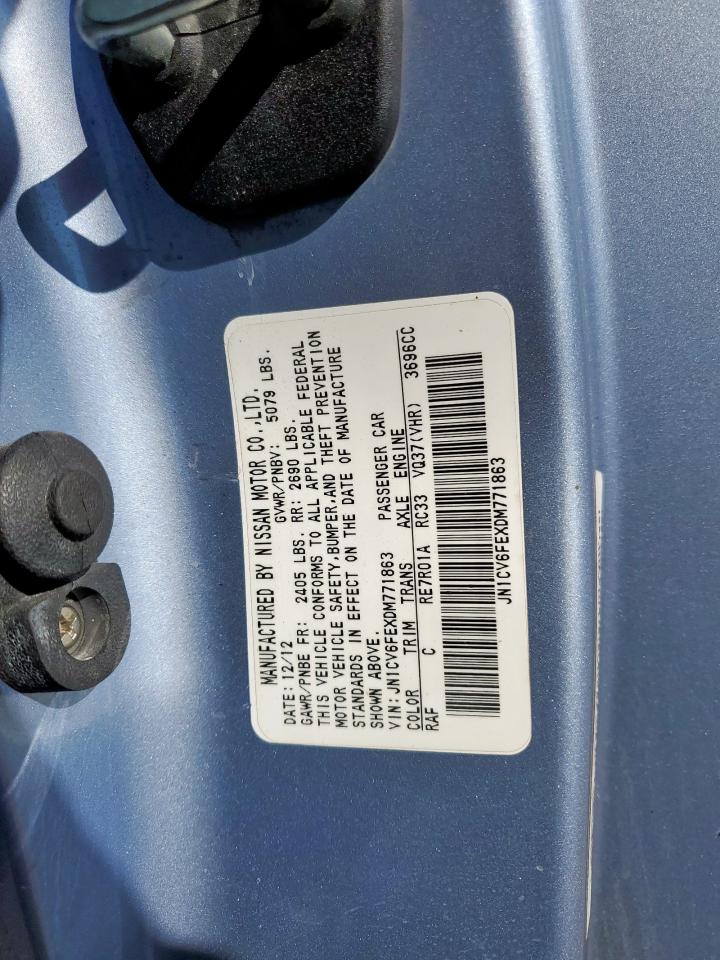 MANUFACTURED BY NISSAN MOTOR CO.,LTD.
DATE: 12/12 GVWR/PNBV: 5079 LBS.
GAWR/PNBE FR: 2405 LBS. RR: 2690 LBS.
THIS VEHICLE CONFORMS TO ALL APPLICABLE FEDERAL
MOTOR VEHICLE SAFETY,BUMPER,AND THEFT PREVENTION
STANDARDS IN EFFECT ON THE DATE OF MANUFACTURE
SHOWN ABOVE.
VIN: JN1CV6FEXDM771863 PASSENGER CAR
COLOR TRIM TRANS AXLE ENGINE
RAF C RE7R01A RC33 VQ37(VHR) 3696CC
JN1CV6FEXDM771863